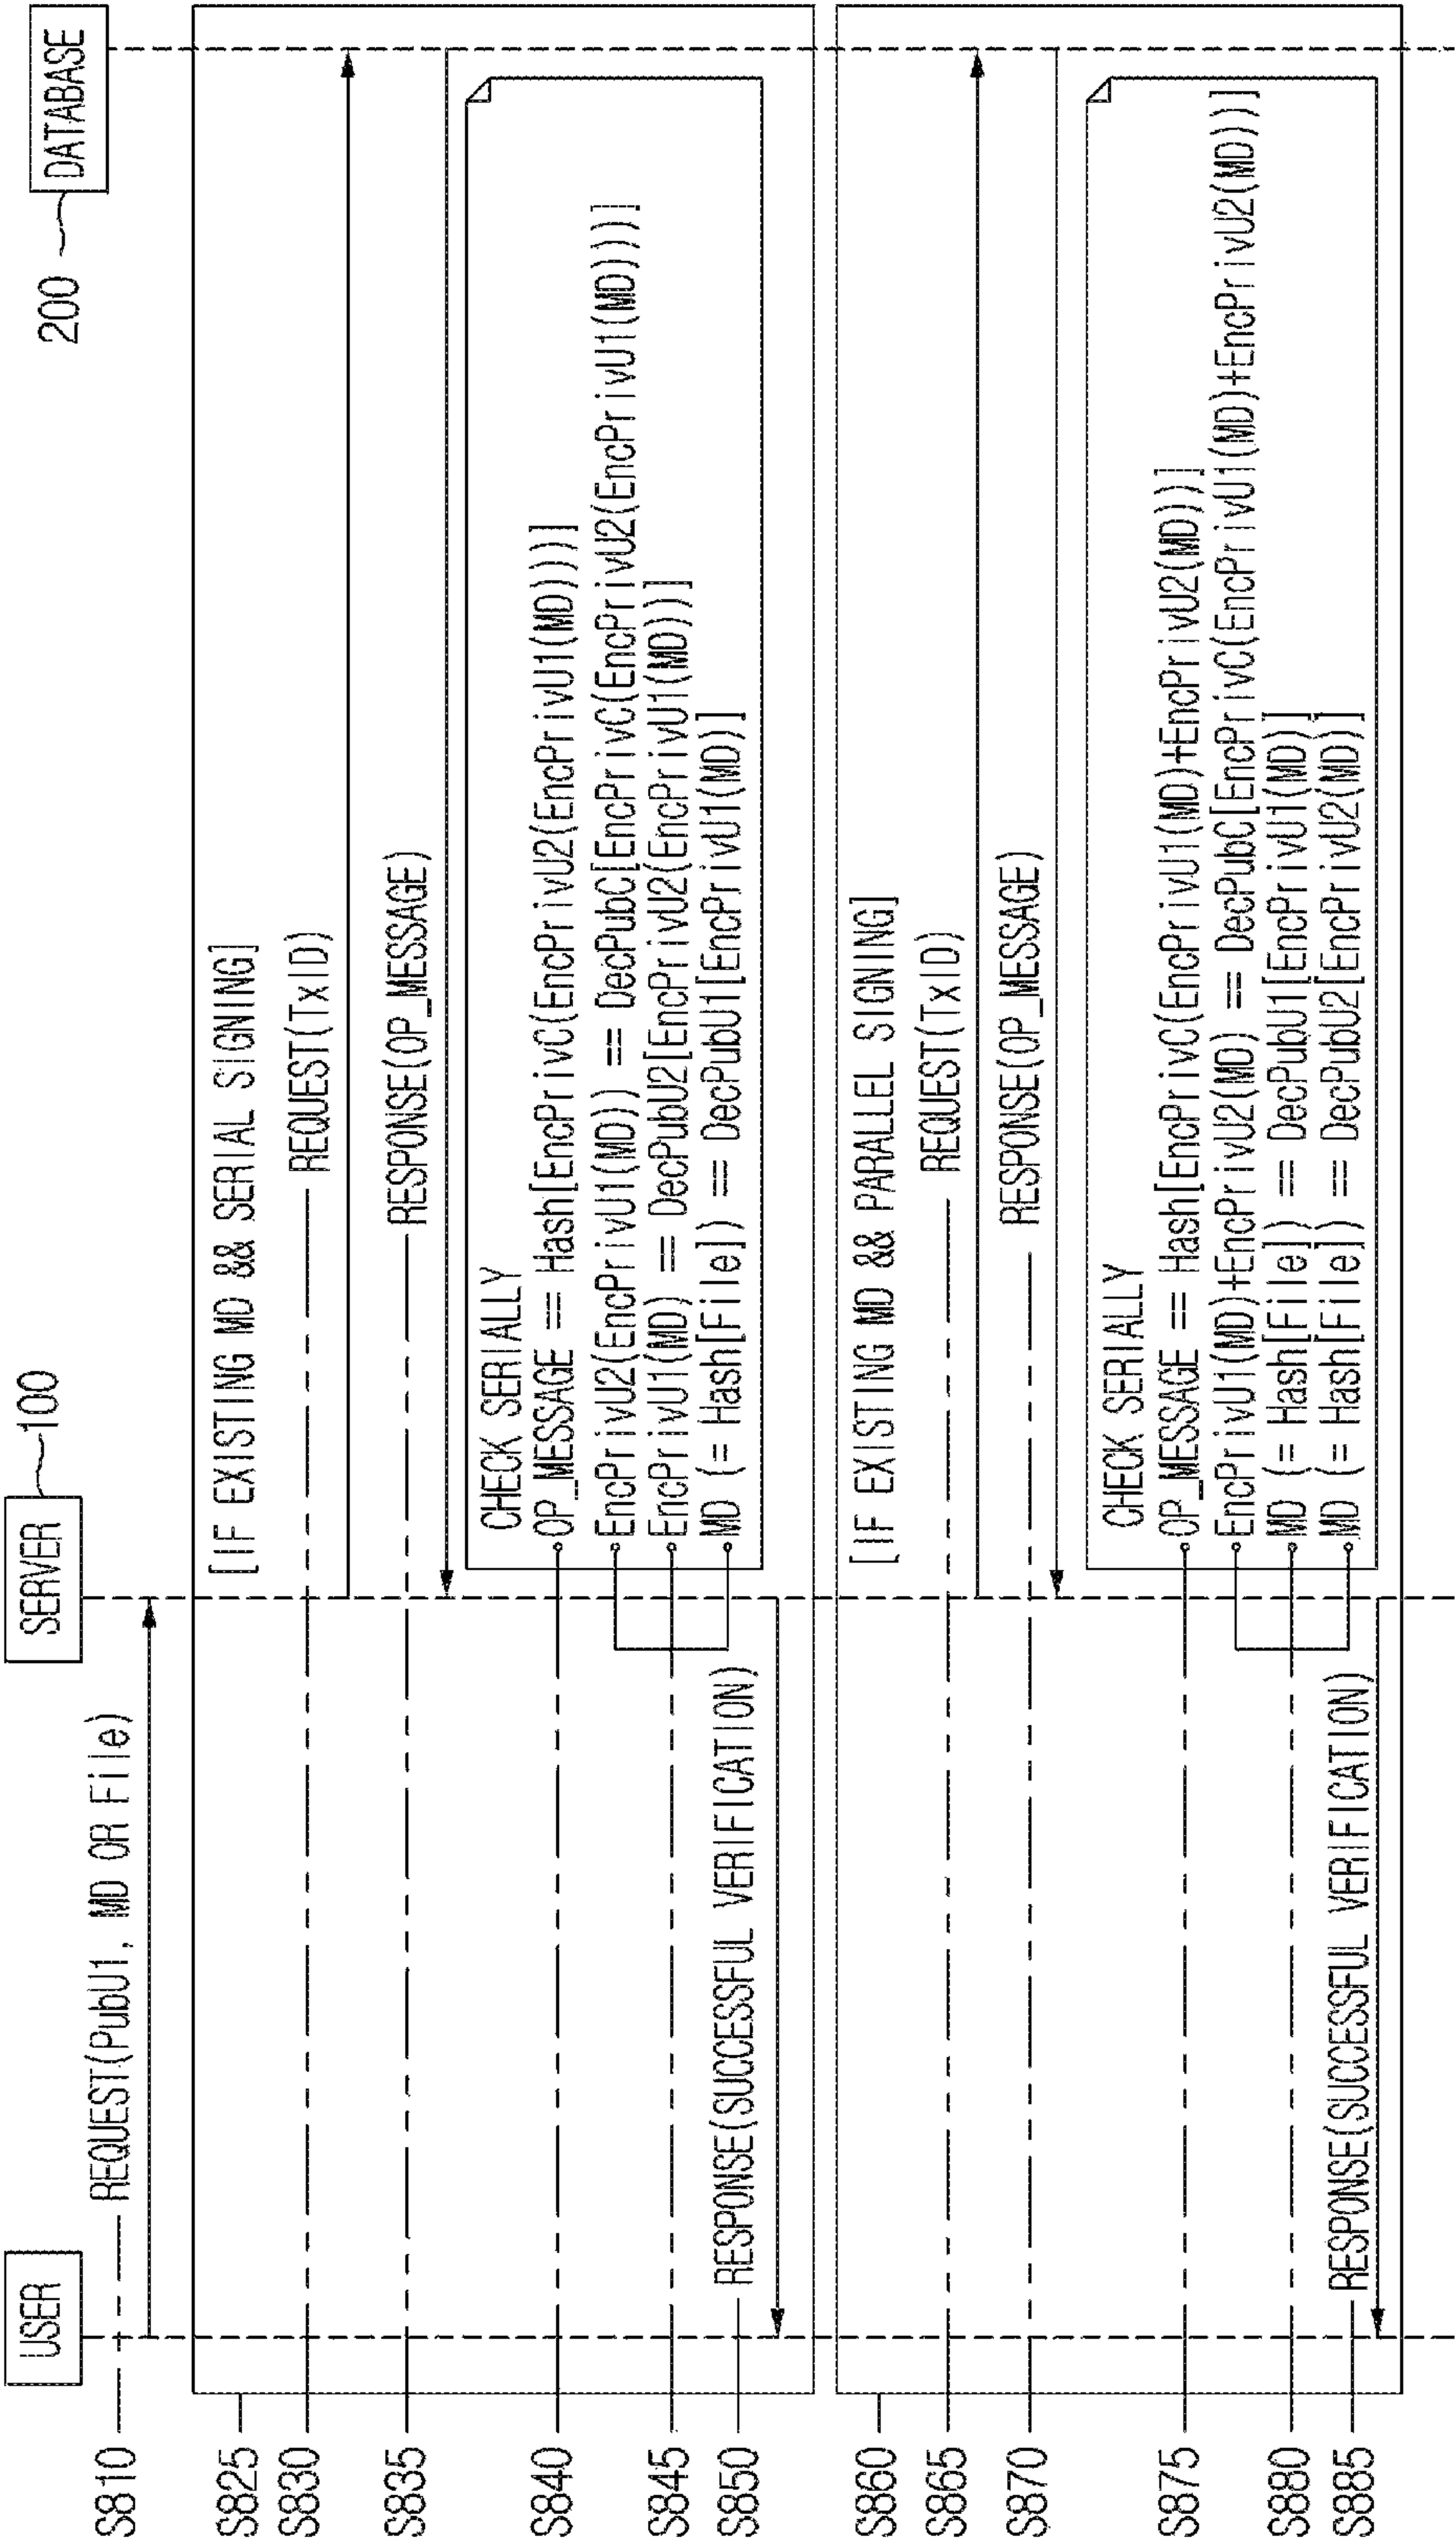 USER
SERVER
100
200
DATABASE
S810
REQUEST(PubU1, MD OR File)
S825
[IF EXISTING MD && SERIAL SIGNING]
S830
REQUEST(TxID)
S835
RESPONSE(OP_MESSAGE)
CHECK SERIALLY
S840
OP_MESSAGE == Hash[EncPrivC(EncPrivU2(EncPrivU1(MD)))]
EncPrivU2(EncPrivU1(MD)) == DecPubC[EncPrivC(EncPrivU2(EncPrivU1(MD)))]
S845
EncPrivU1(MD) == DecPubU2[EncPrivU2(EncPrivU1(MD))]
MD (= Hash[File]) == DecPubU1[EncPrivU1(MD)]
S850
RESPONSE(SUCCESSFUL VERIFICATION)
S860
[IF EXISTING MD && PARALLEL SIGNING]
S865
REQUEST(TxID)
S870
RESPONSE(OP_MESSAGE)
CHECK SERIALLY
S875
OP_MESSAGE == Hash[EncPrivC(EncPrivU1(MD)+EncPrivU2(MD))]
EncPrivU1(MD)+EncPrivU2(MD) == DecPubC[EncPrivC(EncPrivU1(MD)+EncPrivU2(MD))]
S880
MD (= Hash[File]) == DecPubU1[EncPrivU1(MD)]
MD (= Hash[File]) == DecPubU2[EncPrivU2(MD)]
S885
RESPONSE(SUCCESSFUL VERIFICATION)